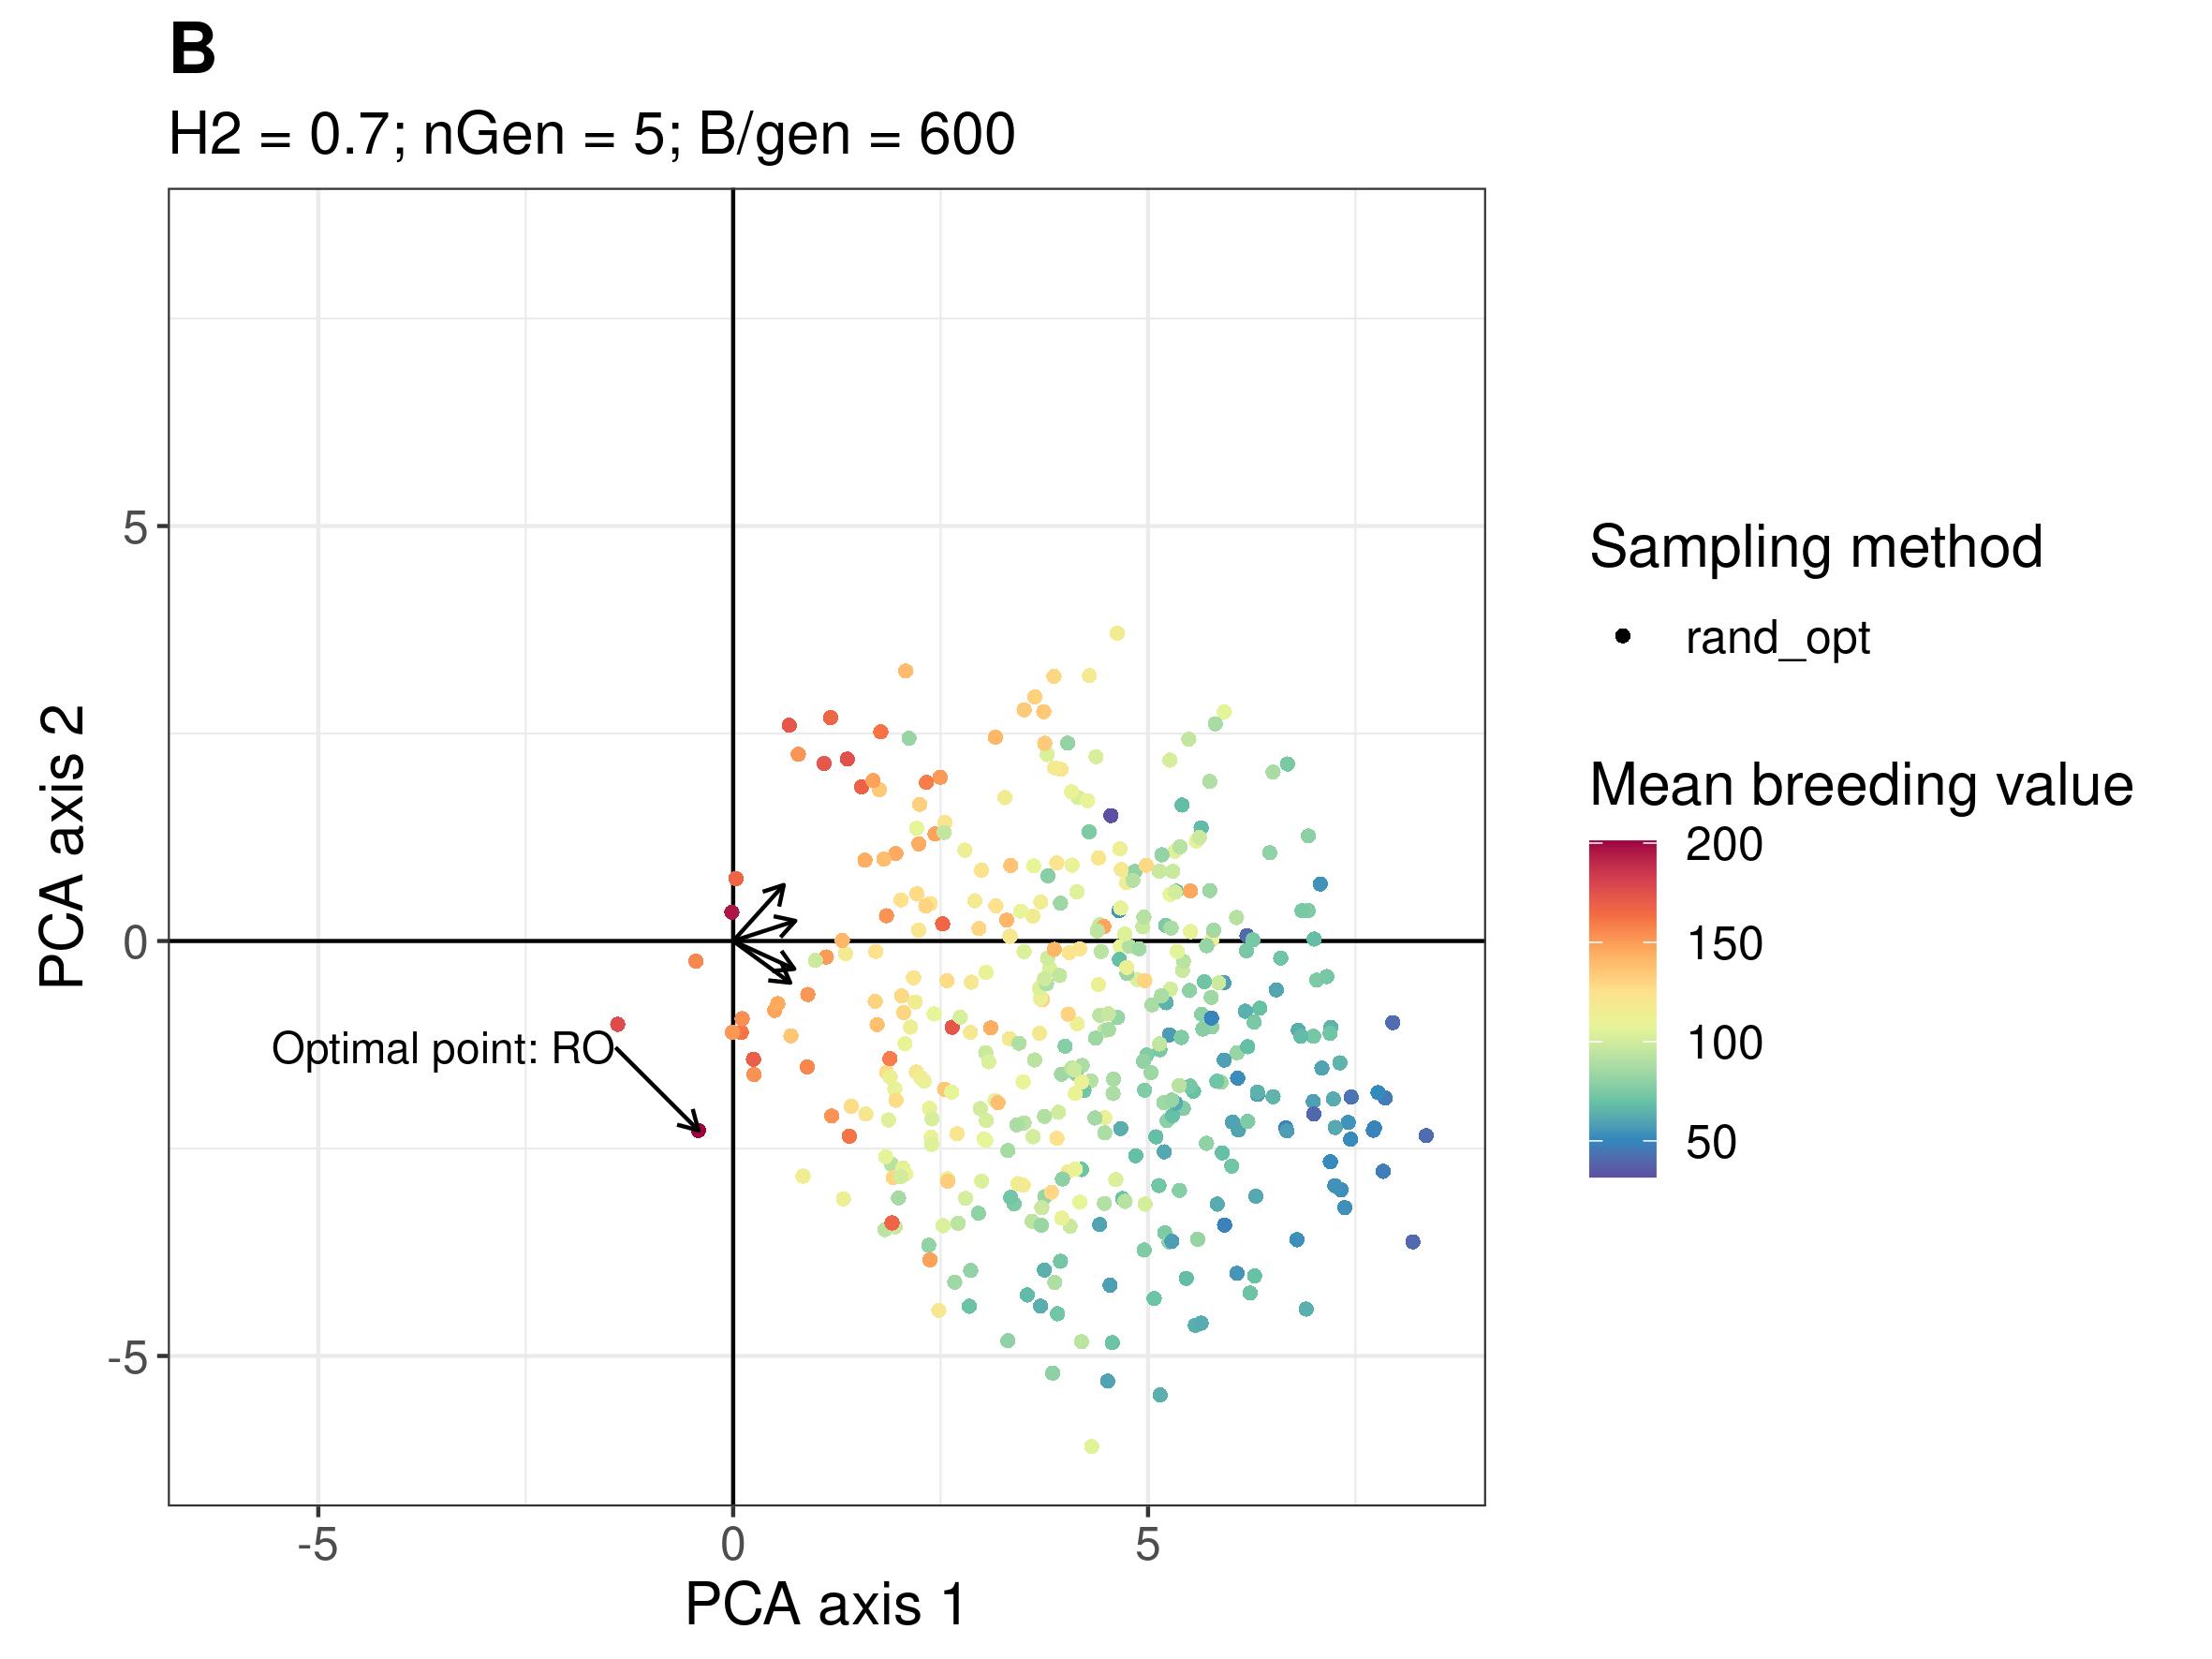 B
H2 = 0.7; nGen = 5; B/gen = 600
PCA axis 2
5
0
-5
Optimal point: RO
-5
0
5
PCA axis 1
Sampling method
rand_opt
Mean breeding value
200
150
100
50